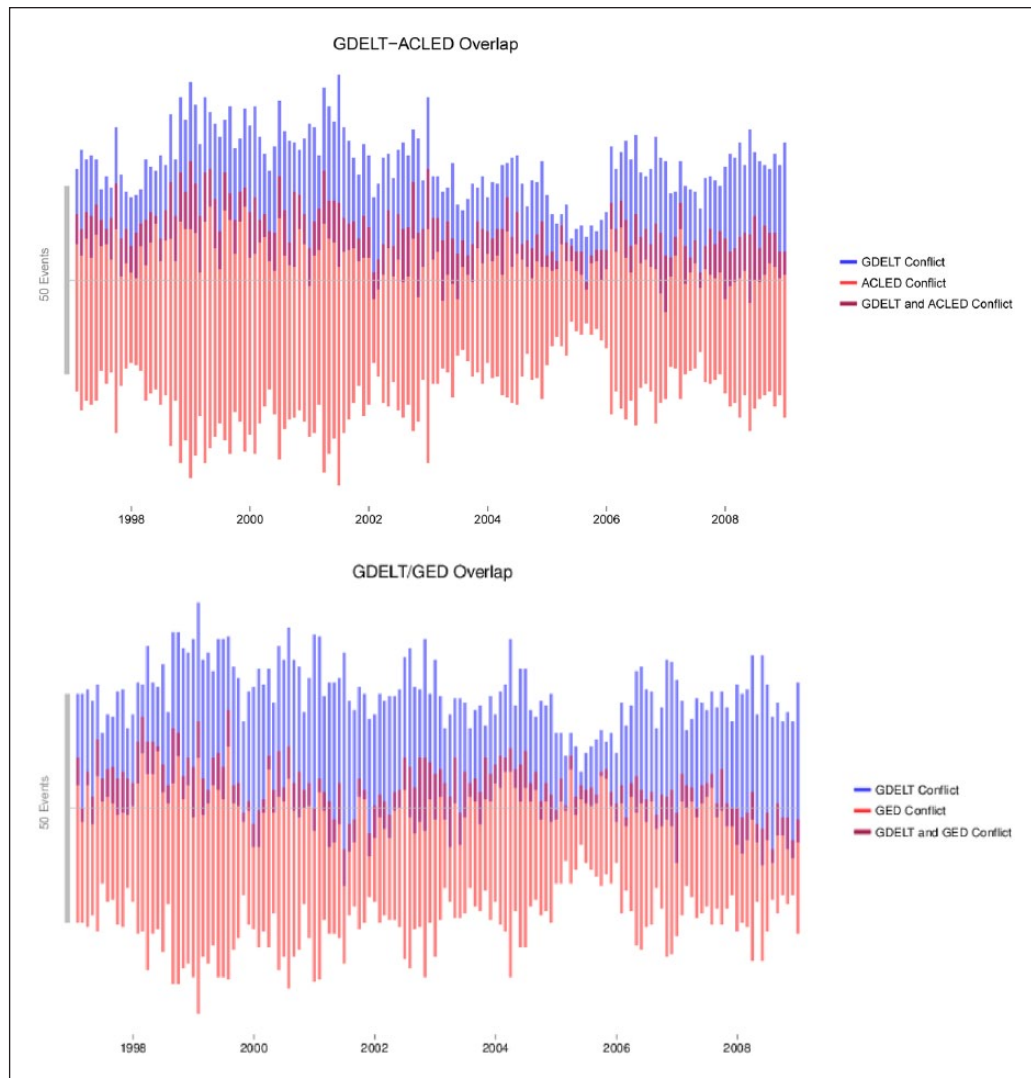 GDELT−ACLED Overlap
50 Events
GDELT Conflict
ACLED Conflict
GDELT and ACLED Conflict
1998 2000 2002 2004 2006 2008
GDELT/GED Overlap
50 Events
GDELT Conflict
GED Conflict
GDELT and GED Conflict
1998 2000 2002 2004 2006 2008